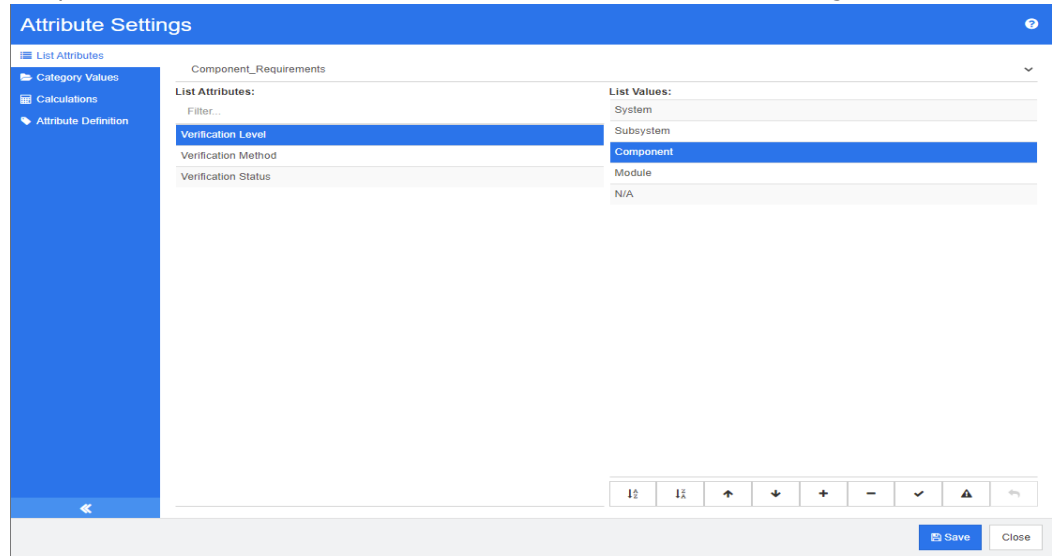 Attribute Settings
List Attributes
Category Values
Calculations
Attribute Definition
Component_Requirements
List Attributes:
Filter...
Verification Level
Verification Method
Verification Status
List Values:
System
Subsystem
Component
Module
N/A
Save
Close